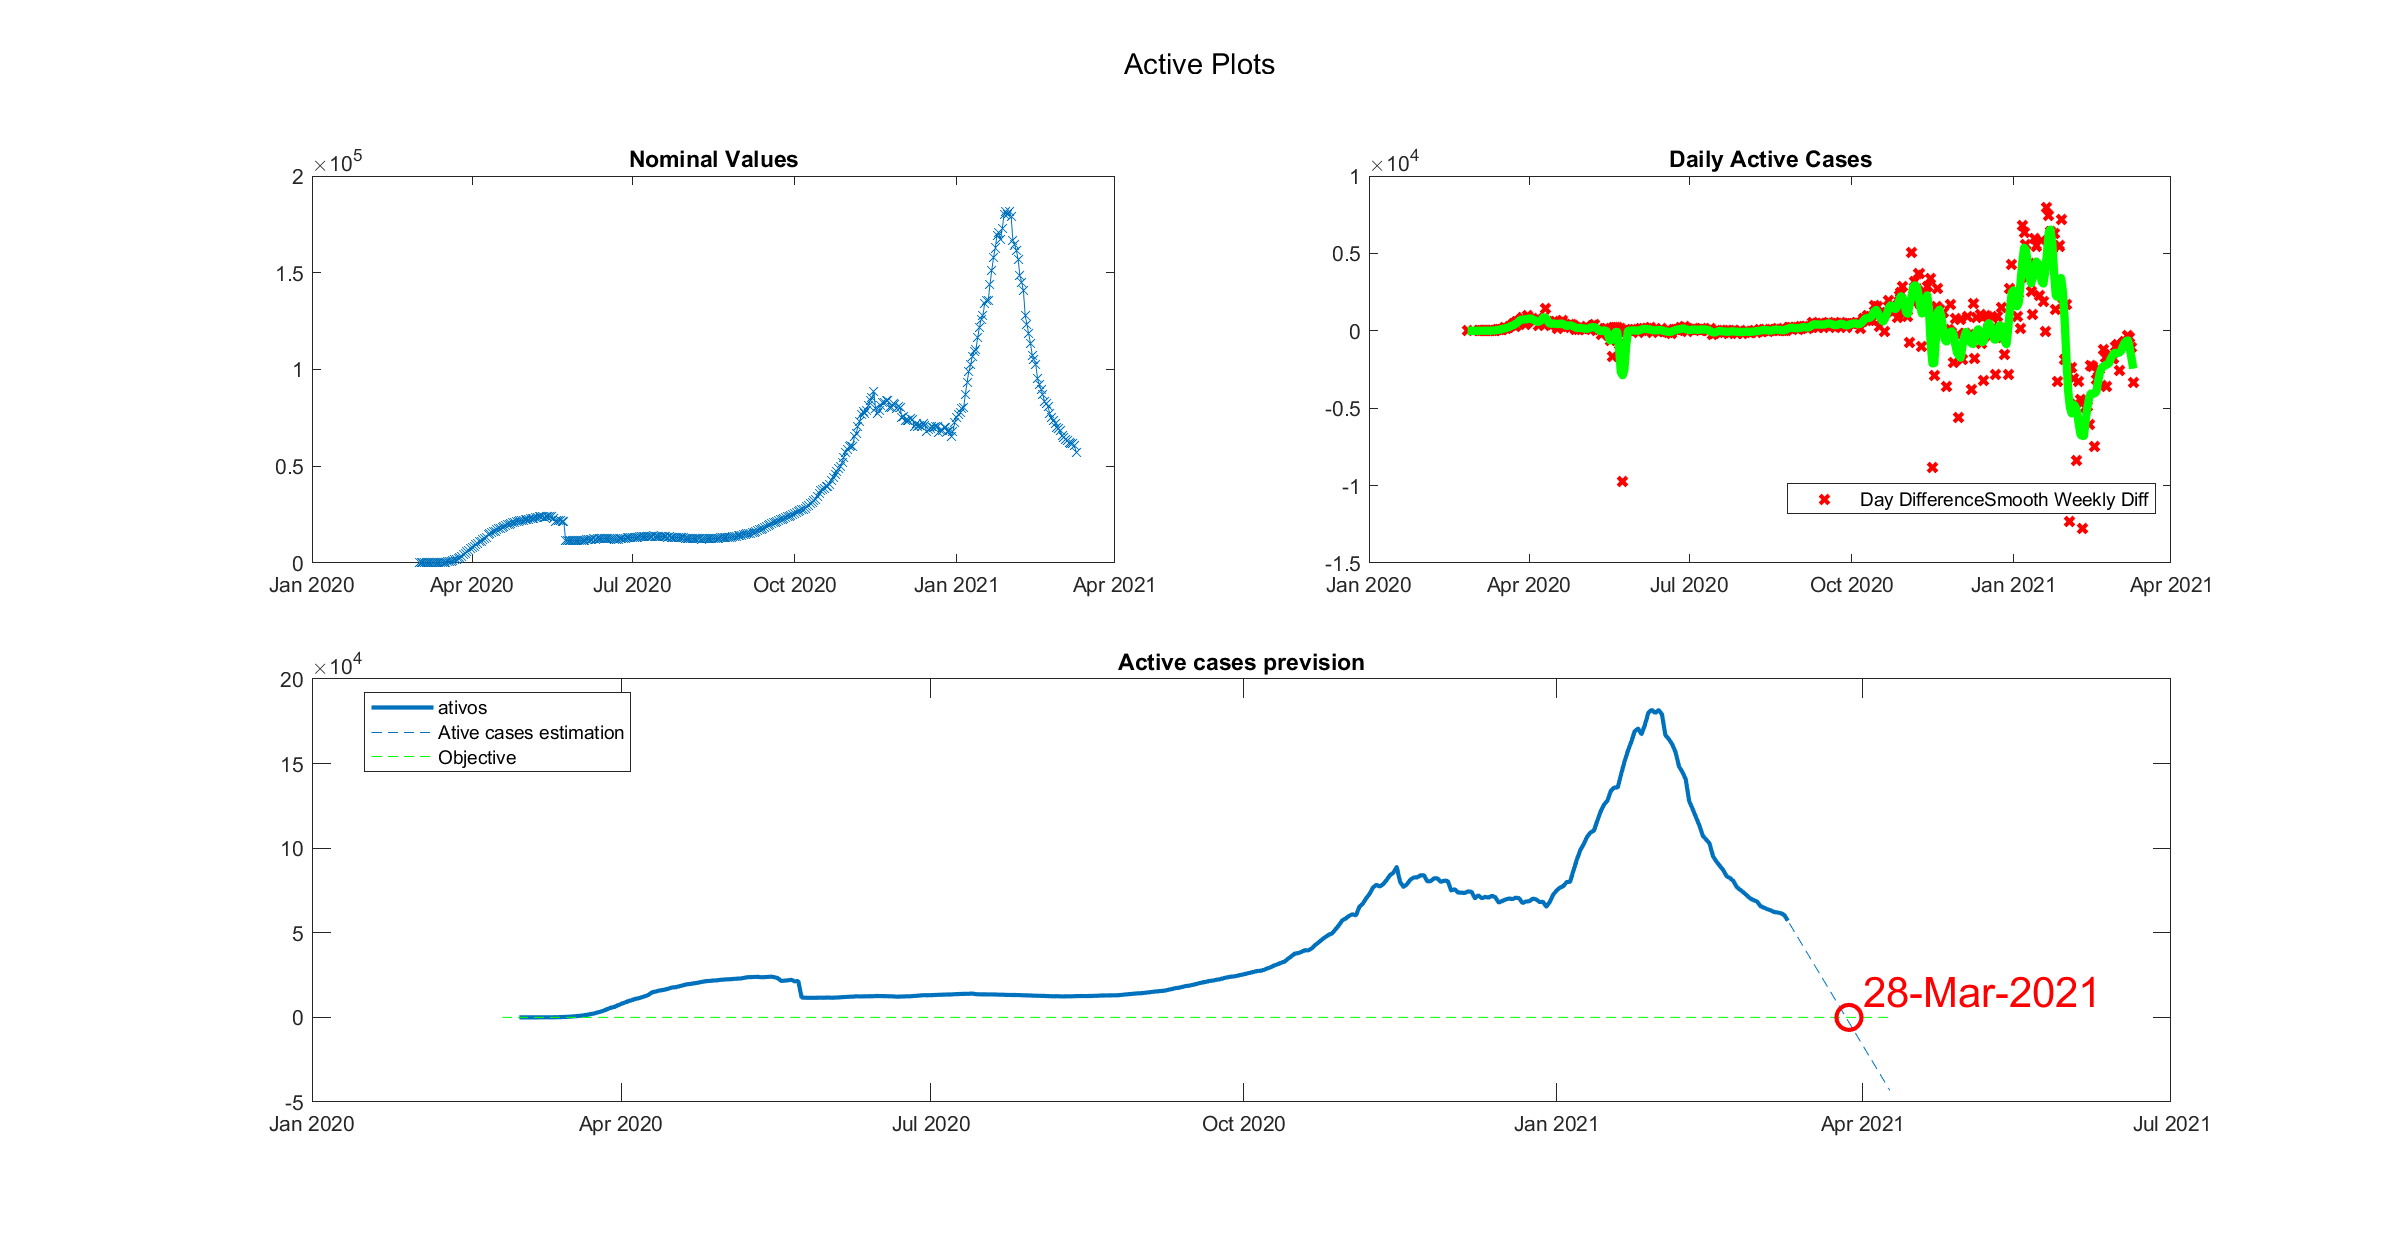 Active Plots
Nominal Values
×10^5
2
1.5
1
0.5
0
Jan 2020 Apr 2020 Jul 2020 Oct 2020 Jan 2021 Apr 2021
Daily Active Cases
×10^4
1
0.5
0
-0.5
-1
-1.5
Day DifferenceSmooth Weekly Diff
Jan 2020 Apr 2020 Jul 2020 Oct 2020 Jan 2021 Apr 2021
Active cases prevision
×10^4
20
15
10
5
0
-5
ativos
Ative cases estimation
Objective
28-Mar-2021
Jan 2020 Apr 2020 Jul 2020 Oct 2020 Jan 2021 Apr 2021 Jul 2021